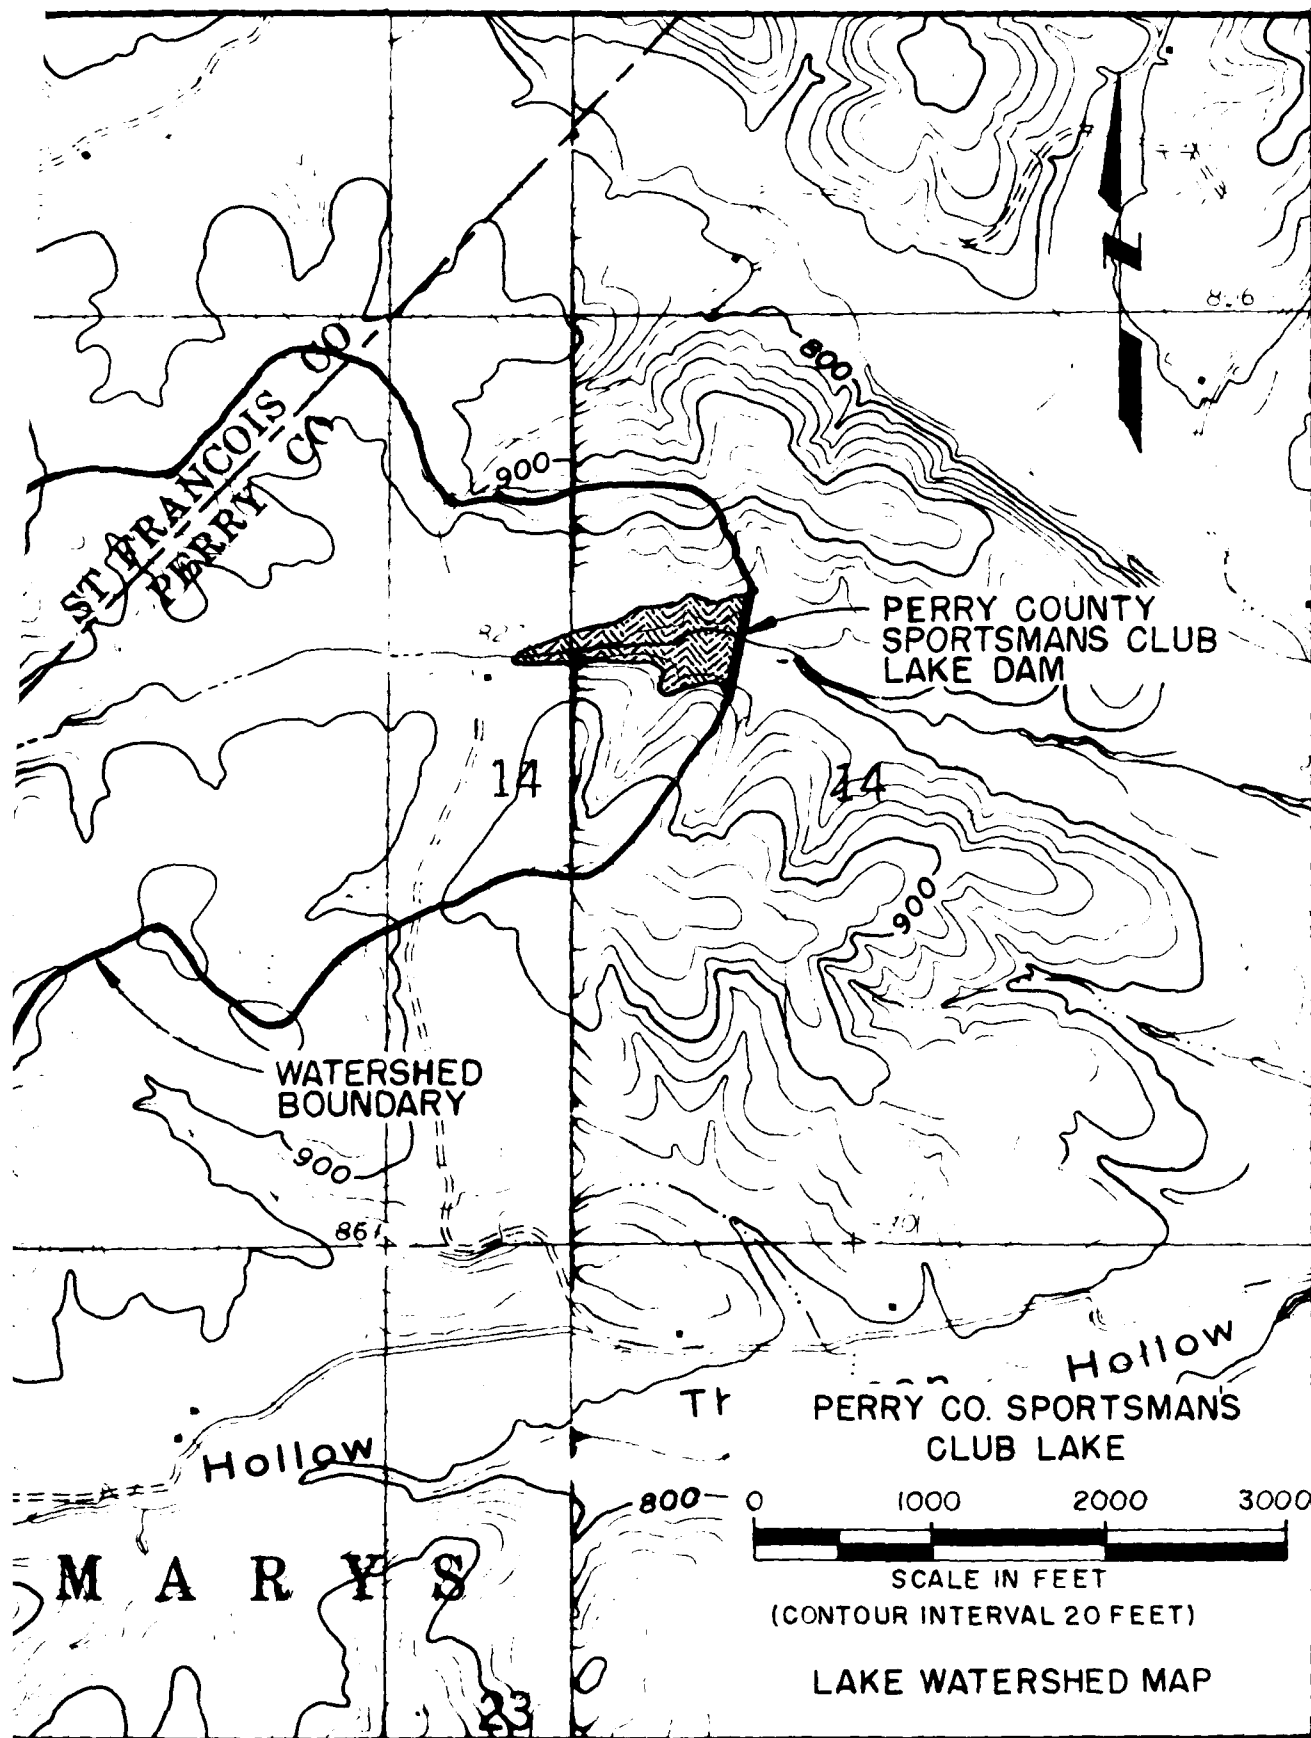 N
800
ST FRANCOIS CO
PERRY CO
900
PERRY COUNTY
SPORTSMANS CLUB
LAKE DAM
14
14
900
WATERSHED
BOUNDARY
900
Hollow
Hollow
PERRY CO. SPORTSMAN'S
CLUB LAKE
800
0 1000 2000 3000
SCALE IN FEET
(CONTOUR INTERVAL 20 FEET)
MARYS
LAKE WATERSHED MAP
23